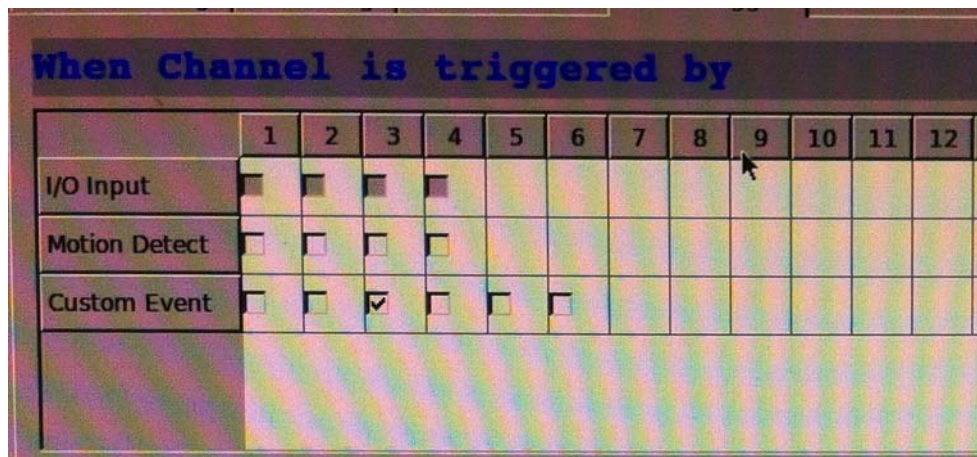 When Channel is triggered by
1 2 3 4 5 6 7 8 9 10 11 12
I/O Input
Motion Detect
Custom Event